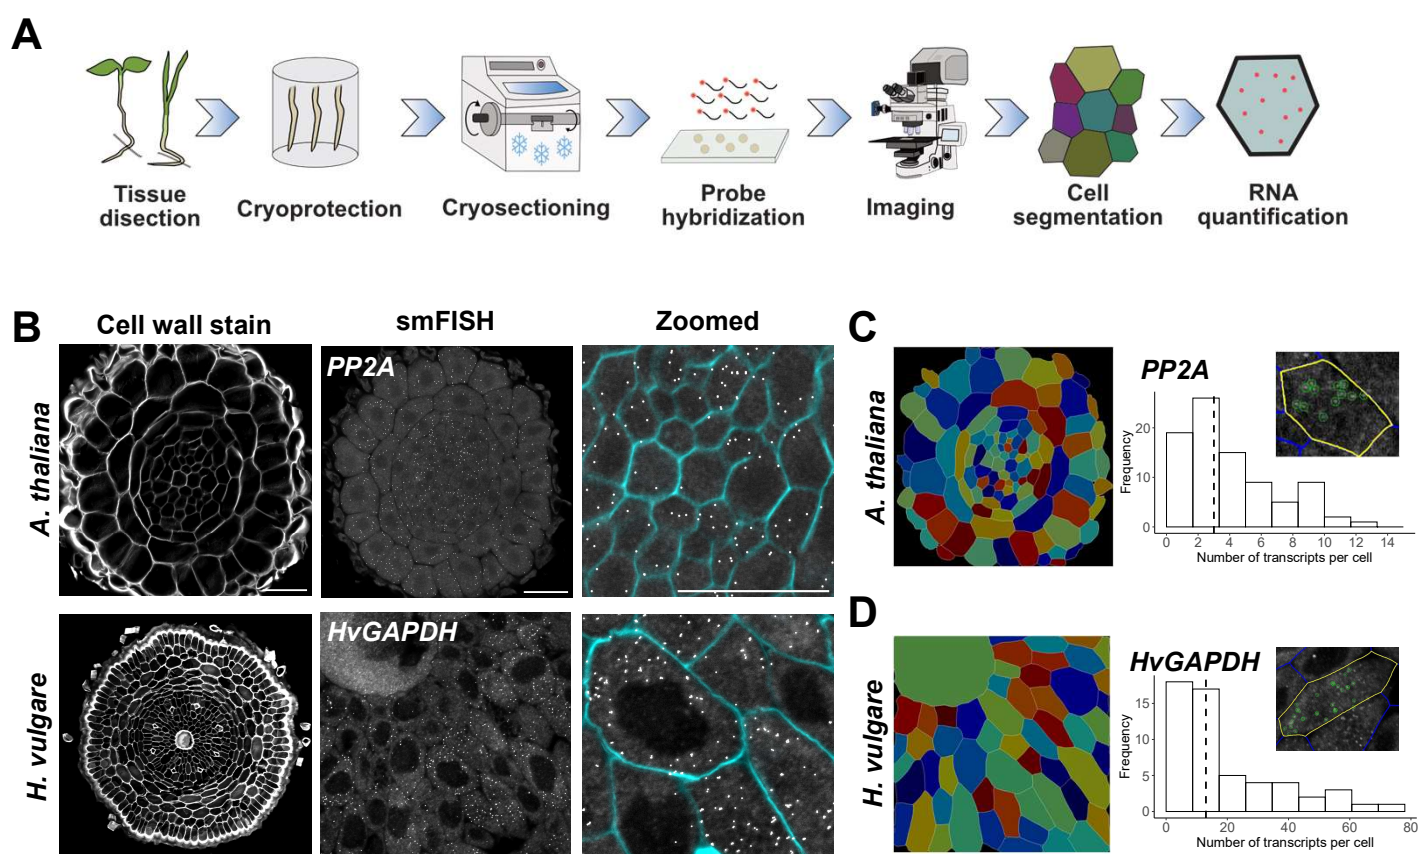 A
Tissue
disection
Cryoprotection
Cryosectioning
Probe
hybridization
Imaging
Cell
segmentation
RNA
quantification
B
Cell wall stain
smFISH
Zoomed
A. thaliana
PP2A
H. vulgare
HvGAPDH
C
A. thaliana
PP2A
Frequency
20
10
0
0 2 4 6 8 10 12 14
Number of transcripts per cell
D
H. vulgare
HvGAPDH
Frequency
15
10
5
0
0 20 40 60 80
Number of transcripts per cell